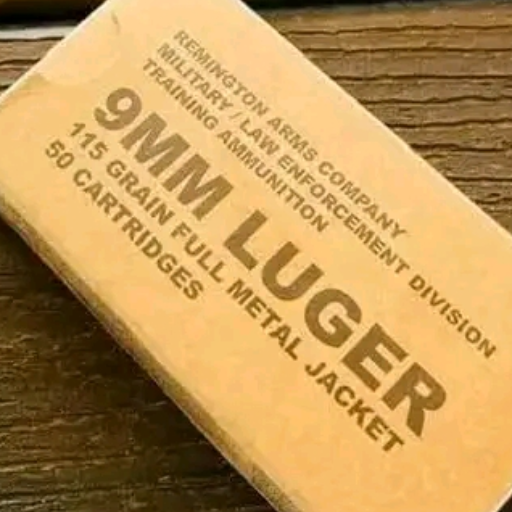 REMINGTON ARMS COMPANY
MILITARY / LAW ENFORCEMENT DIVISION
TRAINING AMMUNITION
9MM LUGER
115 GRAIN FULL METAL JACKET
50 CARTRIDGES